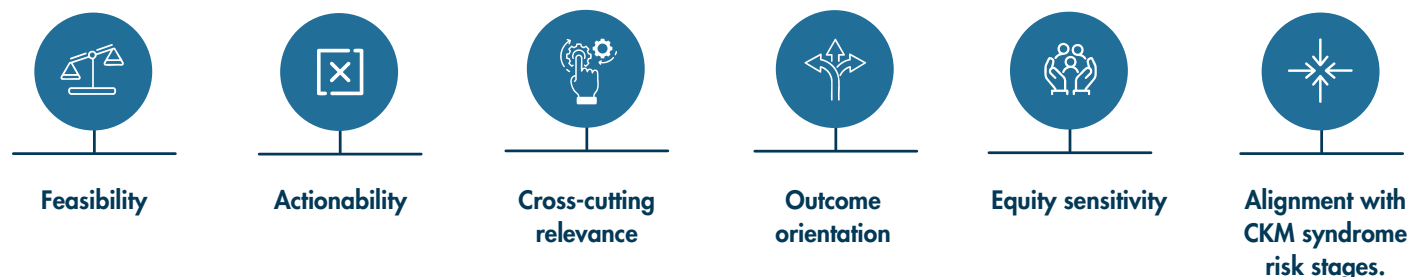 Feasibility
Actionability
Cross-cutting
relevance
Outcome
orientation
Equity sensitivity
Alignment with
CKM syndrome
risk stages.